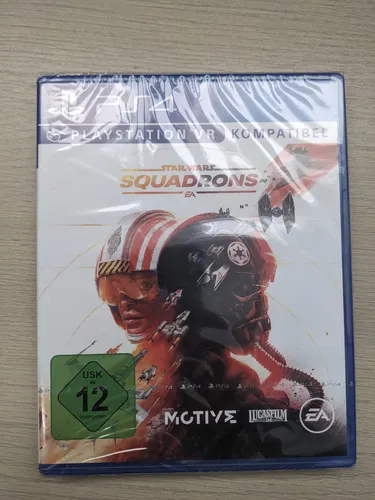 PS4
PLAYSTATION VR KOMPATIBEL
STAR WARS
SQUADRONS
EA
USK
ab
12
MOTIVE
LUCASFILM
EA